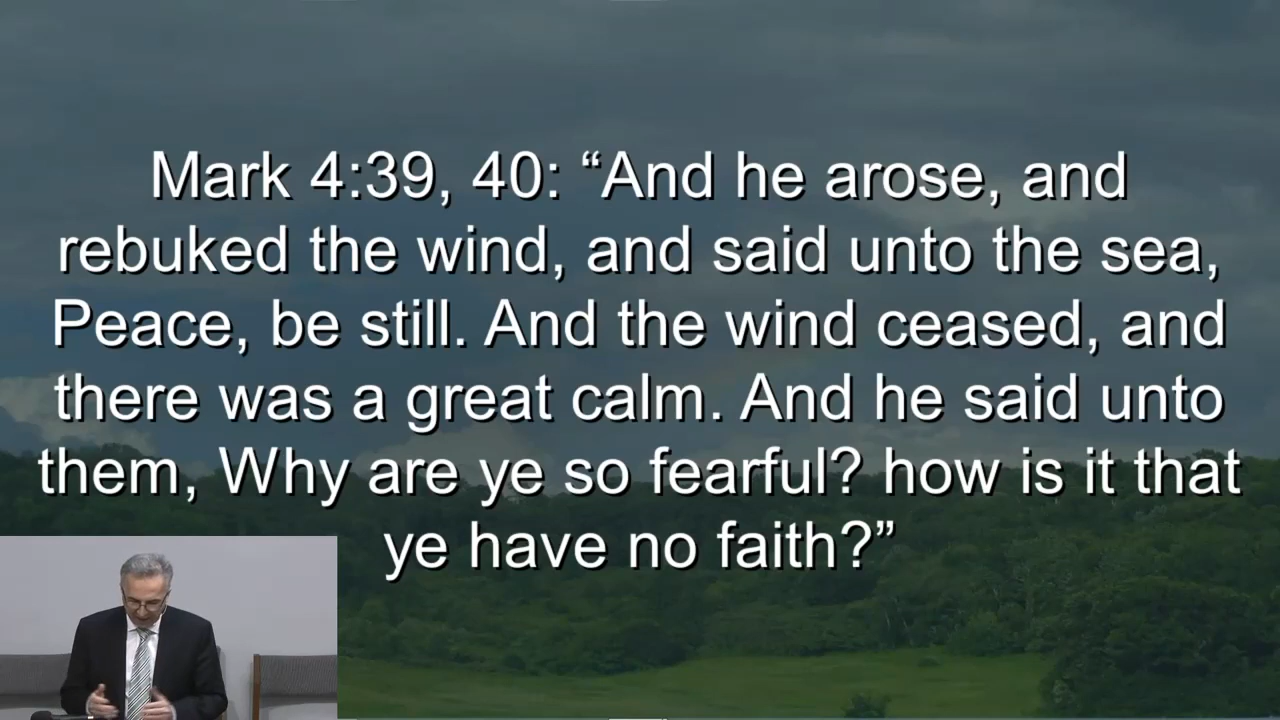 Mark 4:39, 40: “And he arose, and
rebuked the wind, and said unto the sea,
Peace, be still. And the wind ceased, and
there was a great calm. And he said unto
them, Why are ye so fearful? how is it that
ye have no faith?”